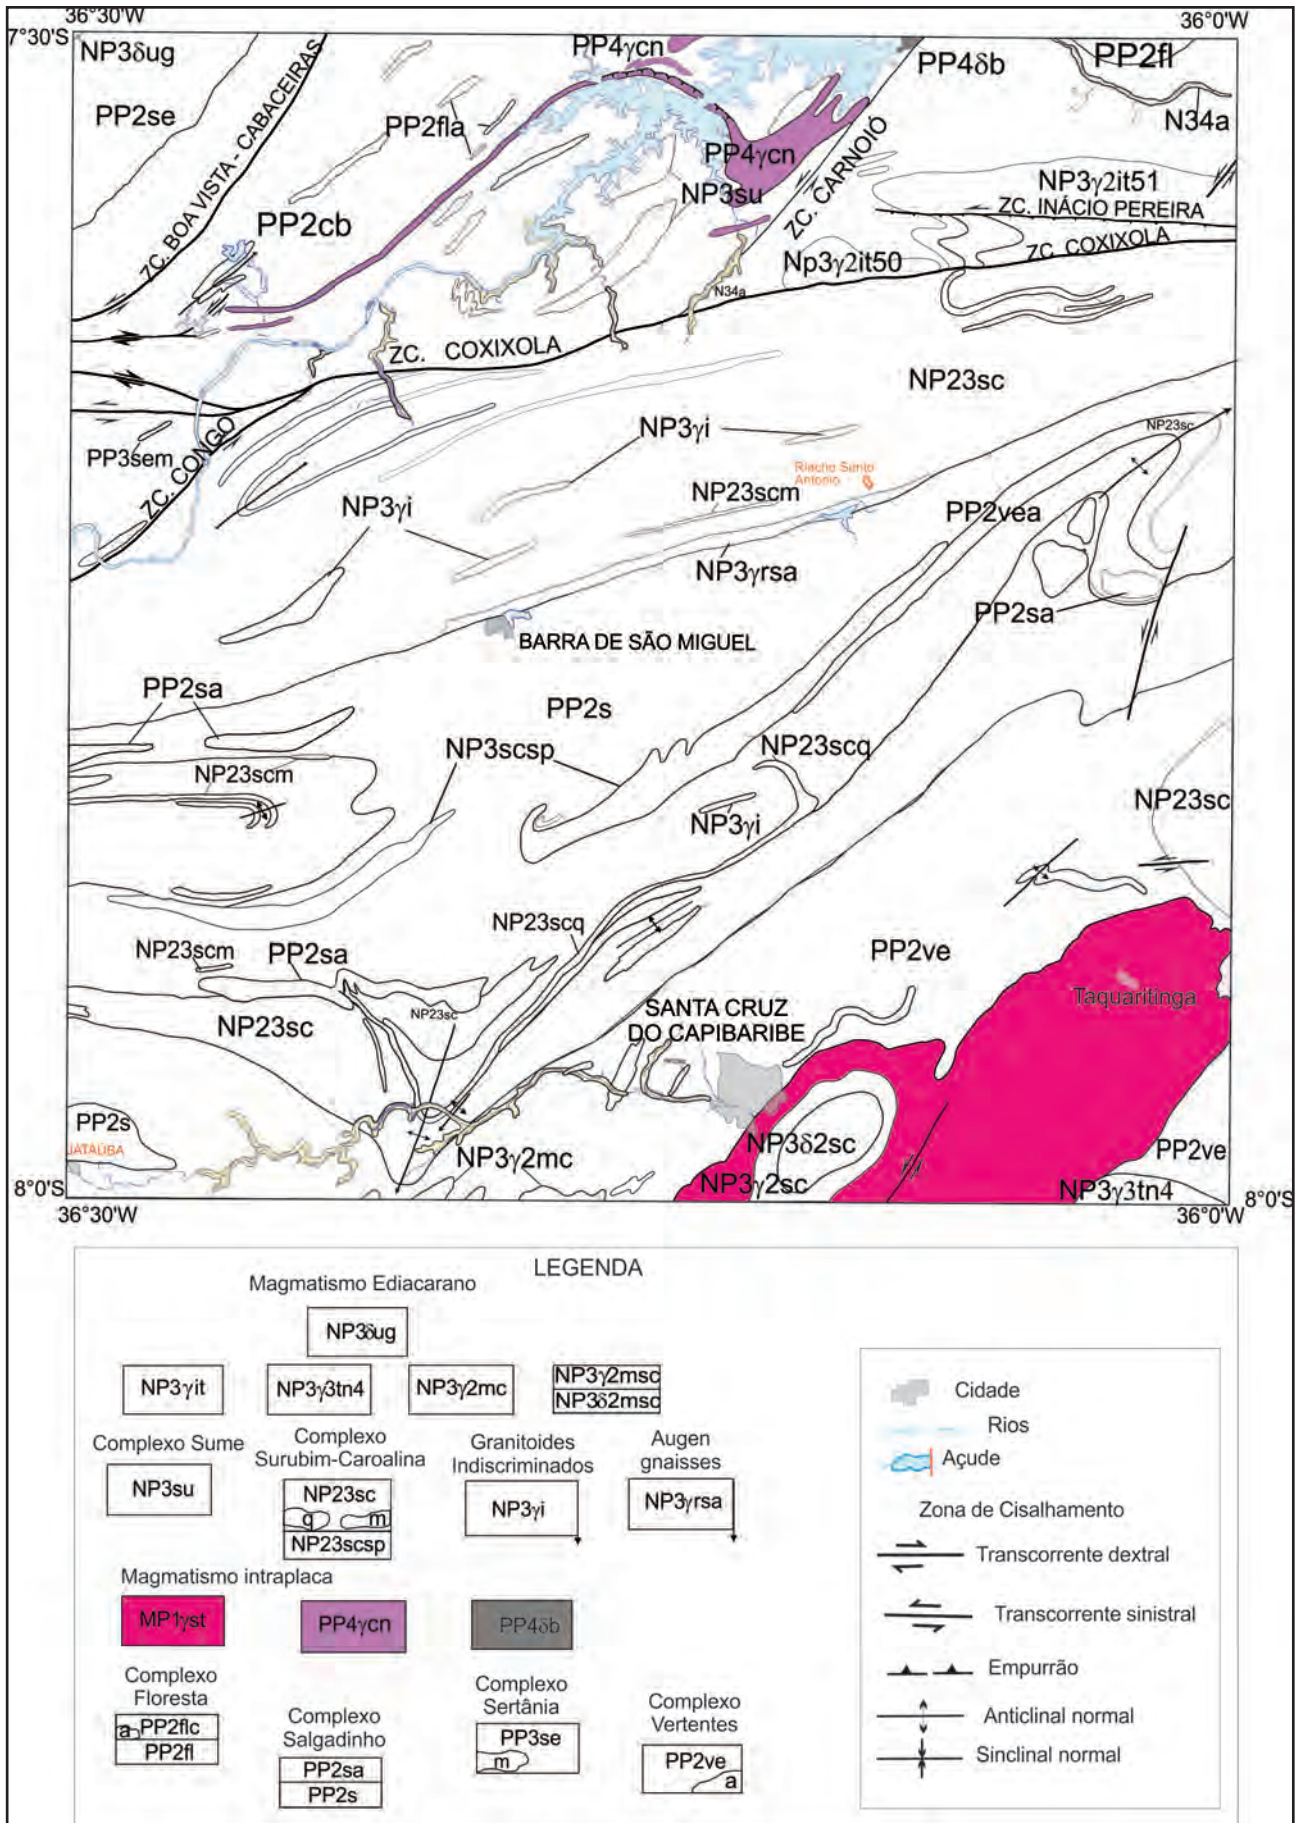 36°30'W
36°0'W
7°30'S
NP3δug
PP4γcn
PP4δb
PP2fl
PP2se
PP2fla
N34a
ZC. BOA VISTA - CABACEIRAS
PP4γcn
NP3su
ZC. CARNOIÓ
NP3γ2it51
ZC. INÁCIO PEREIRA
PP2cb
ZC. COXIXOLA
Np3γ2it50
N34a
ZC. COXIXOLA
NP23sc
NP3γi
NP23sc
PP3sem
ZC. CONGO
Riacho Santo
Antonio
NP23scm
NP3γi
PP2vea
NP3γrsa
PP2sa
BARRA DE SÃO MIGUEL
PP2sa
PP2s
NP3scsp
NP23scq
NP23scm
NP23sc
NP3γi
NP23scq
NP23scm
PP2sa
PP2ve
NP23sc
NP23sc
SANTA CRUZ
DO CAPIBARIBE
Taquaritinga
PP2s
JATAÚBA
NP3γ2mc
NP3δ2sc
PP2ve
NP3γ2sc
NP3γ3tn4
8°0'S
8°0'S
36°30'W
36°0'W
LEGENDA
Magmatismo Ediacarano
NP3δug
NP3γit
NP3γ3tn4
NP3γ2mc
NP3γ2msc
NP3δ2msc
Complexo Sume
NP3su
Complexo
Surubim-Caroalina
NP23sc
q m
NP23scsp
Granitoides
Indiscriminados
NP3γi
Augen
gnaisses
NP3γrsa
Magmatismo intraplaca
MP1γst
PP4γcn
PP4δb
Complexo
Floresta
a PP2flc
PP2fl
Complexo
Salgadinho
PP2sa
PP2s
Complexo
Sertânia
PP3se
m
Complexo
Vertentes
PP2ve
a
Cidade
Rios
Açude
Zona de Cisalhamento
Transcorrente dextral
Transcorrente sinistral
Empurrão
Anticlinal normal
Sinclinal normal